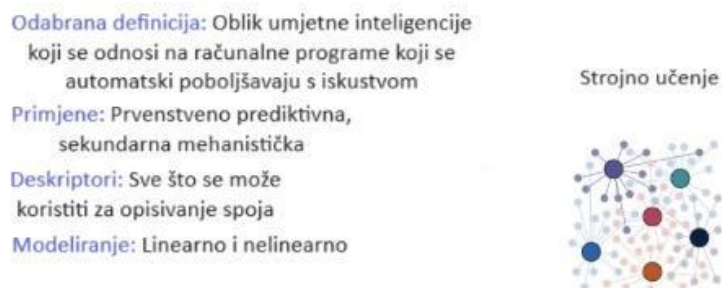 Odabrana definicija: Oblik umjetne inteligencije
koji se odnosi na računalne programe koji se
automatski poboljšavaju s iskustvom
Primjene: Prvenstveno prediktivna,
sekundarna mehanistička
Deskriptori: Sve što se može
koristiti za opisivanje spoja
Modeliranje: Linearno i nelinearno
Strojno učenje